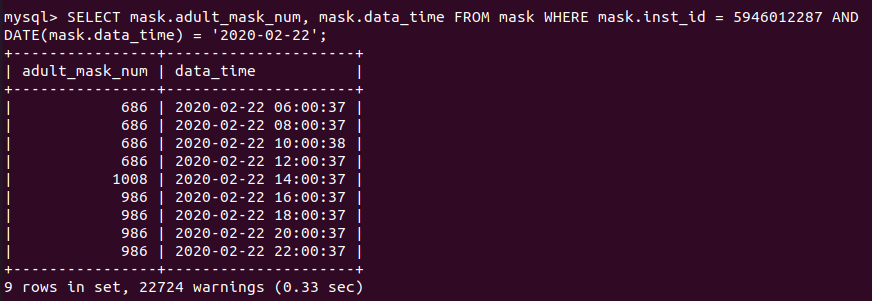 mysql> SELECT mask.adult_mask_num, mask.data_time FROM mask WHERE mask.inst_id = 5946012287 AND
DATE(mask.data_time) = '2020-02-22';
+----------------+---------------------+
| adult_mask_num | data_time           |
+----------------+---------------------+
|            686 | 2020-02-22 06:00:37 |
|            686 | 2020-02-22 08:00:37 |
|            686 | 2020-02-22 10:00:38 |
|            686 | 2020-02-22 12:00:37 |
|           1008 | 2020-02-22 14:00:37 |
|            986 | 2020-02-22 16:00:37 |
|            986 | 2020-02-22 18:00:37 |
|            986 | 2020-02-22 20:00:37 |
|            986 | 2020-02-22 22:00:37 |
+----------------+---------------------+
9 rows in set, 22724 warnings (0.33 sec)